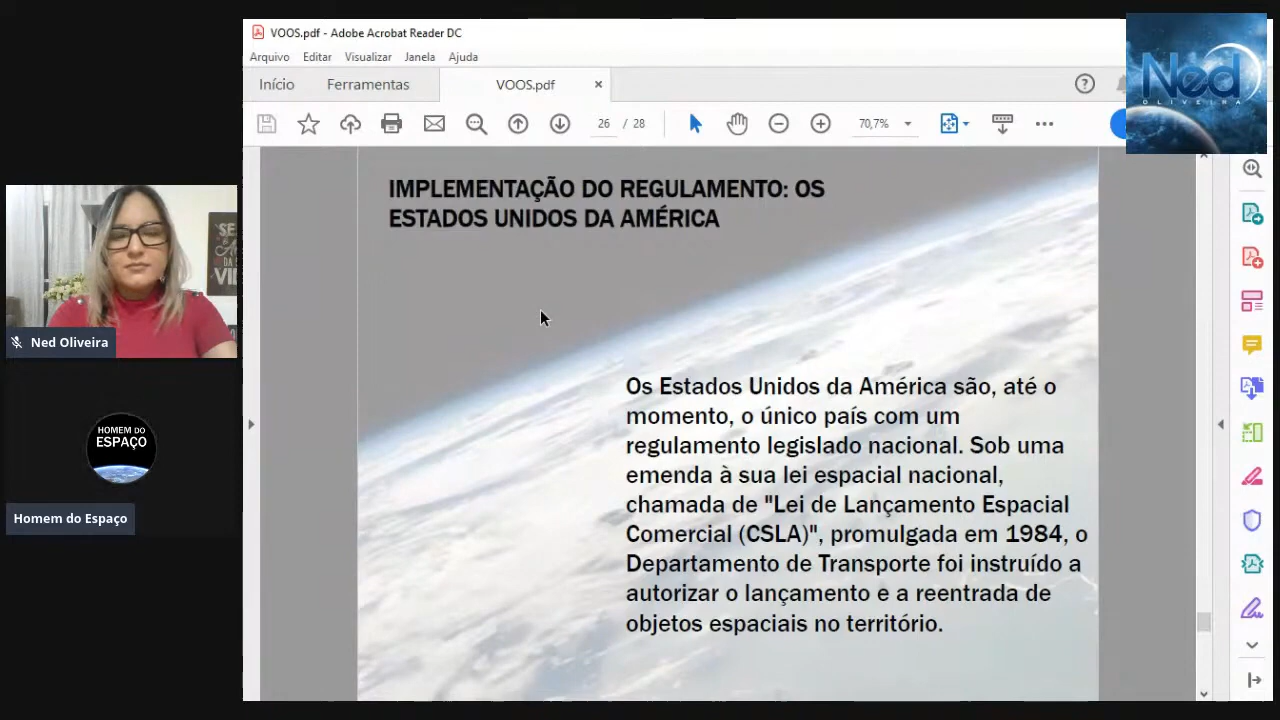 VOOS.pdf - Adobe Acrobat Reader DC
Arquivo Editar Visualizar Janela Ajuda
Início Ferramentas VOOS.pdf
26 / 28 70,7%
Ned
OLIVEIRA
IMPLEMENTAÇÃO DO REGULAMENTO: OS
ESTADOS UNIDOS DA AMÉRICA
Os Estados Unidos da América são, até o
momento, o único país com um
regulamento legislado nacional. Sob uma
emenda à sua lei espacial nacional,
chamada de "Lei de Lançamento Espacial
Comercial (CSLA)", promulgada em 1984, o
Departamento de Transporte foi instruído a
autorizar o lançamento e a reentrada de
objetos espaciais no território.
Ned Oliveira
HOMEM DO
ESPAÇO
Homem do Espaço